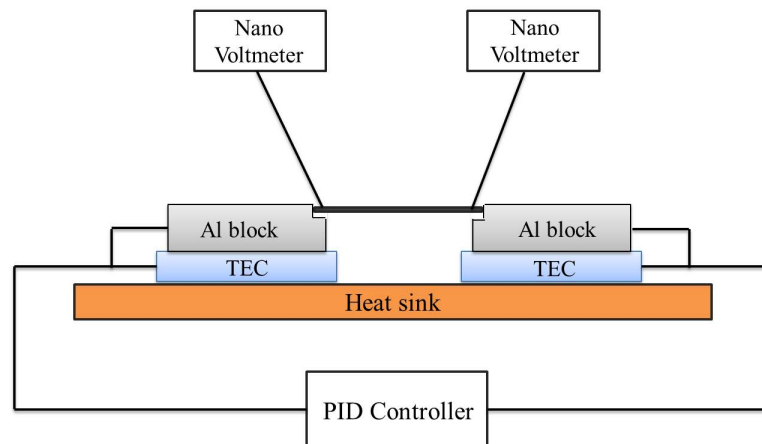 Nano
Voltmeter
Nano
Voltmeter
Al block
Al block
TEC
TEC
Heat sink
PID Controller